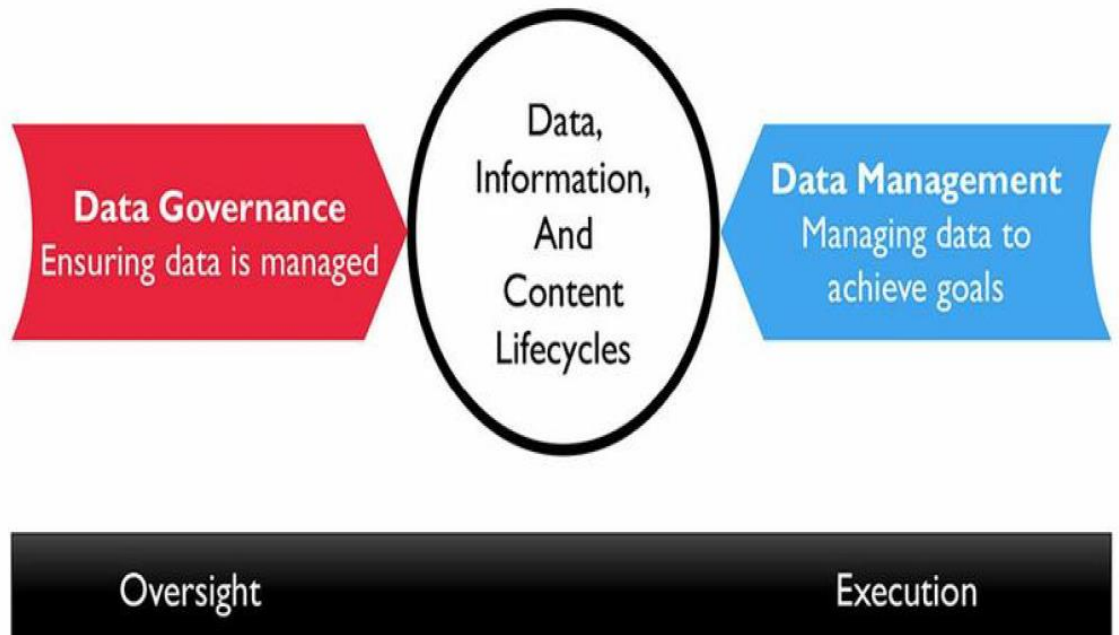 Data Governance
Ensuring data is managed
Data,
Information,
And
Content
Lifecycles
Data Management
Managing data to
achieve goals
Oversight
Execution